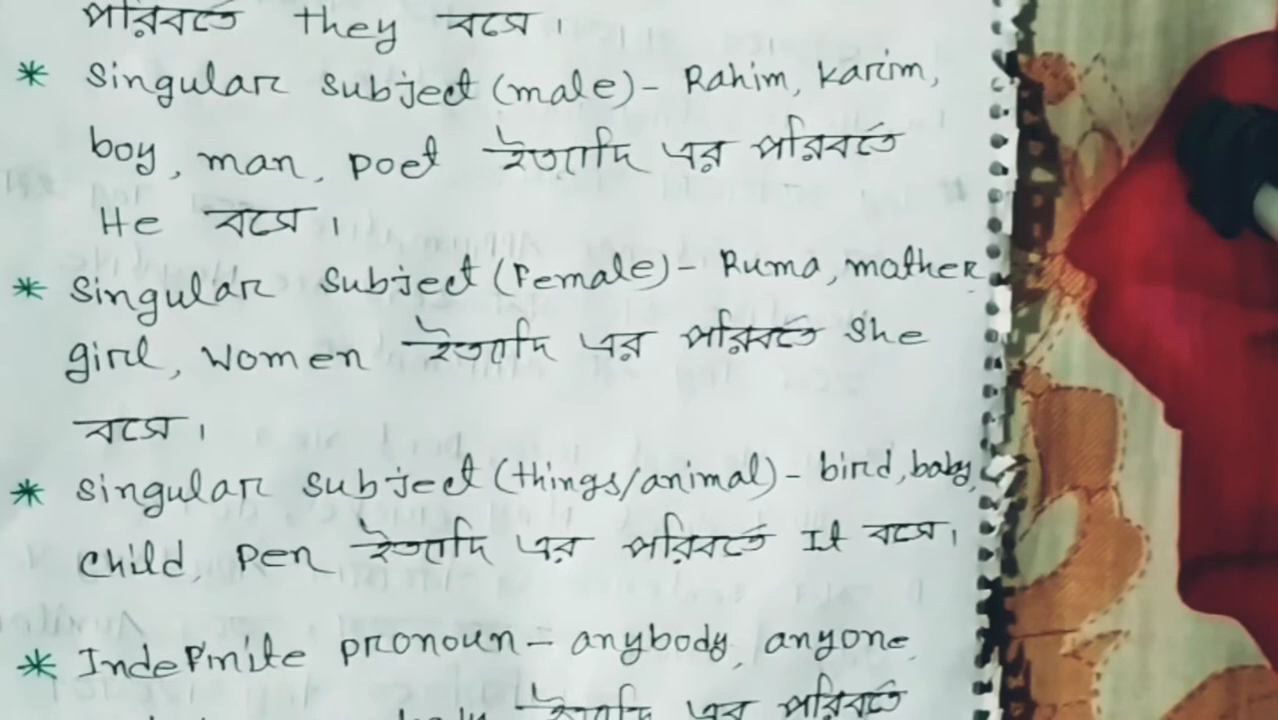 পরিবর্তে they বসে।
* Singular subject (male) - Rahim, Karim,
boy, man, poet ইত্যাদি এর পরিবর্তে
He বসে।
* Singular subject (Female) - Ruma, mother
girl, women ইত্যাদি এর পরিবর্তে she
বসে।
* Singular subject (things/animal) - bird, baby,
child, pen ইত্যাদি এর পরিবর্তে It বসে।
* Indefinite pronoun - anybody, anyone
ইত্যাদি এর পরিবর্তে